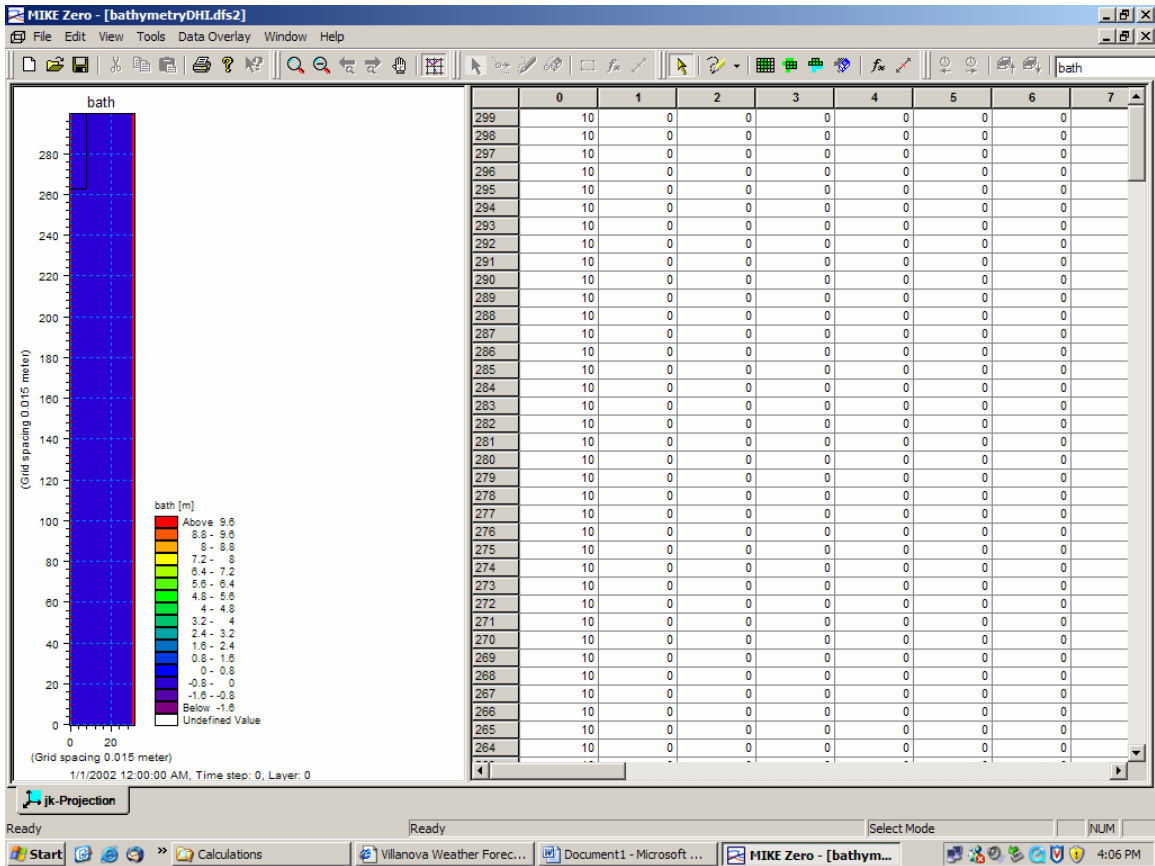 MIKE Zero - [bathymetryDHI.dfs2]
File Edit View Tools Data Overlay Window Help
bath
bath
280
260
240
220
200
180
160
140
120
100
80
60
40
20
0
(Grid spacing 0.015 meter)
0 20
(Grid spacing 0.015 meter)
1/1/2002 12:00:00 AM, Time step: 0, Layer: 0
bath [m]
Above 9.6
8.8 - 9.6
8 - 8.8
7.2 - 8
6.4 - 7.2
5.6 - 6.4
4.8 - 5.6
4 - 4.8
3.2 - 4
2.4 - 3.2
1.6 - 2.4
0.8 - 1.6
0 - 0.8
-0.8 - 0
-1.6 - -0.8
Below -1.6
Undefined Value
0 1 2 3 4 5 6 7
299 10 0 0 0 0 0 0
298 10 0 0 0 0 0 0
297 10 0 0 0 0 0 0
296 10 0 0 0 0 0 0
295 10 0 0 0 0 0 0
294 10 0 0 0 0 0 0
293 10 0 0 0 0 0 0
292 10 0 0 0 0 0 0
291 10 0 0 0 0 0 0
290 10 0 0 0 0 0 0
289 10 0 0 0 0 0 0
288 10 0 0 0 0 0 0
287 10 0 0 0 0 0 0
286 10 0 0 0 0 0 0
285 10 0 0 0 0 0 0
284 10 0 0 0 0 0 0
283 10 0 0 0 0 0 0
282 10 0 0 0 0 0 0
281 10 0 0 0 0 0 0
280 10 0 0 0 0 0 0
279 10 0 0 0 0 0 0
278 10 0 0 0 0 0 0
277 10 0 0 0 0 0 0
276 10 0 0 0 0 0 0
275 10 0 0 0 0 0 0
274 10 0 0 0 0 0 0
273 10 0 0 0 0 0 0
272 10 0 0 0 0 0 0
271 10 0 0 0 0 0 0
270 10 0 0 0 0 0 0
269 10 0 0 0 0 0 0
268 10 0 0 0 0 0 0
267 10 0 0 0 0 0 0
266 10 0 0 0 0 0 0
265 10 0 0 0 0 0 0
264 10 0 0 0 0 0 0
jk-Projection
Ready Ready Select Mode NUM
Start » Calculations Villanova Weather Forec... Document1 - Microsoft ... MIKE Zero - [bathym... 4:06 PM